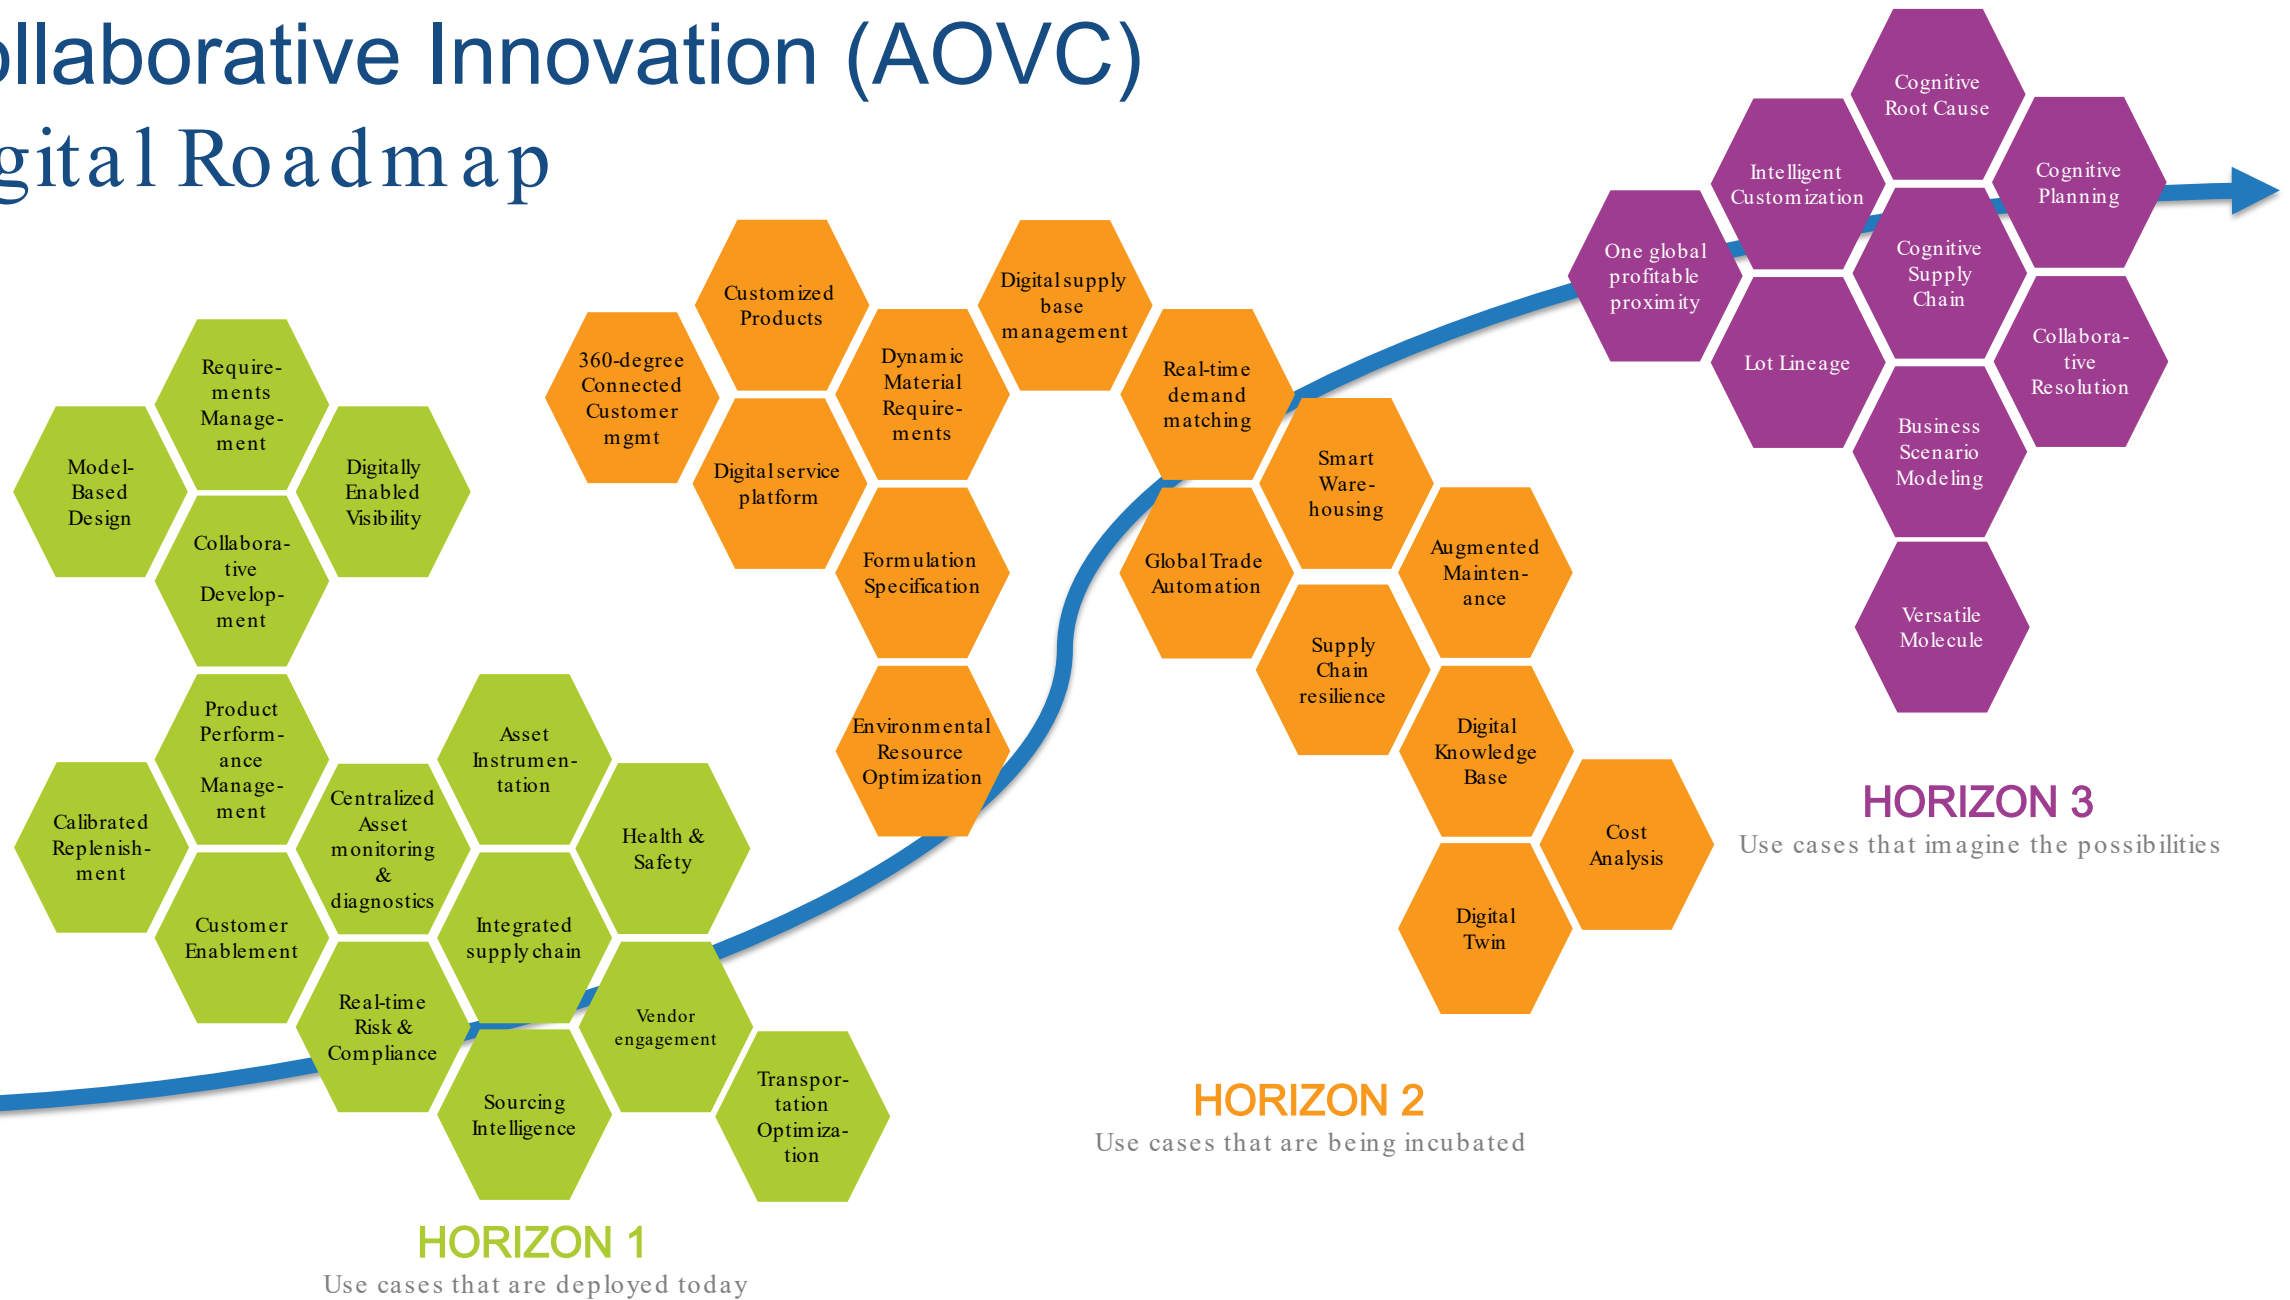 ollaborative Innovation (AOVC)
gital Roadmap
Require-
ments
Manage-
ment
Model-
Based
Design
Digitally
Enabled
Visibility
Collabora-
tive
Develop-
ment
Product
Perform-
ance
Manage-
ment
Calibrated
Replenish-
ment
Centralized
Asset
monitoring
&
diagnostics
Asset
Instrumen-
tation
Health &
Safety
Customer
Enablement
Integrated
supply chain
Real-time
Risk &
Compliance
Vendor
engagement
Sourcing
Intelligence
Transpor-
tation
Optimiza-
tion
HORIZON 1
Use cases that are deployed today
360-degree
Connected
Customer
mgmt
Customized
Products
Digital service
platform
Dynamic
Material
Require-
ments
Digital supply
base
management
Formulation
Specification
Environmental
Resource
Optimization
Real-time
demand
matching
Smart
Ware-
housing
Global Trade
Automation
Augmented
Mainten-
ance
Supply
Chain
resilience
Digital
Knowledge
Base
Cost
Analysis
Digital
Twin
HORIZON 2
Use cases that are being incubated
Cognitive
Root Cause
Intelligent
Customization
Cognitive
Planning
One global
profitable
proximity
Cognitive
Supply
Chain
Lot Lineage
Collabora-
tive
Resolution
Business
Scenario
Modeling
Versatile
Molecule
HORIZON 3
Use cases that imagine the possibilities